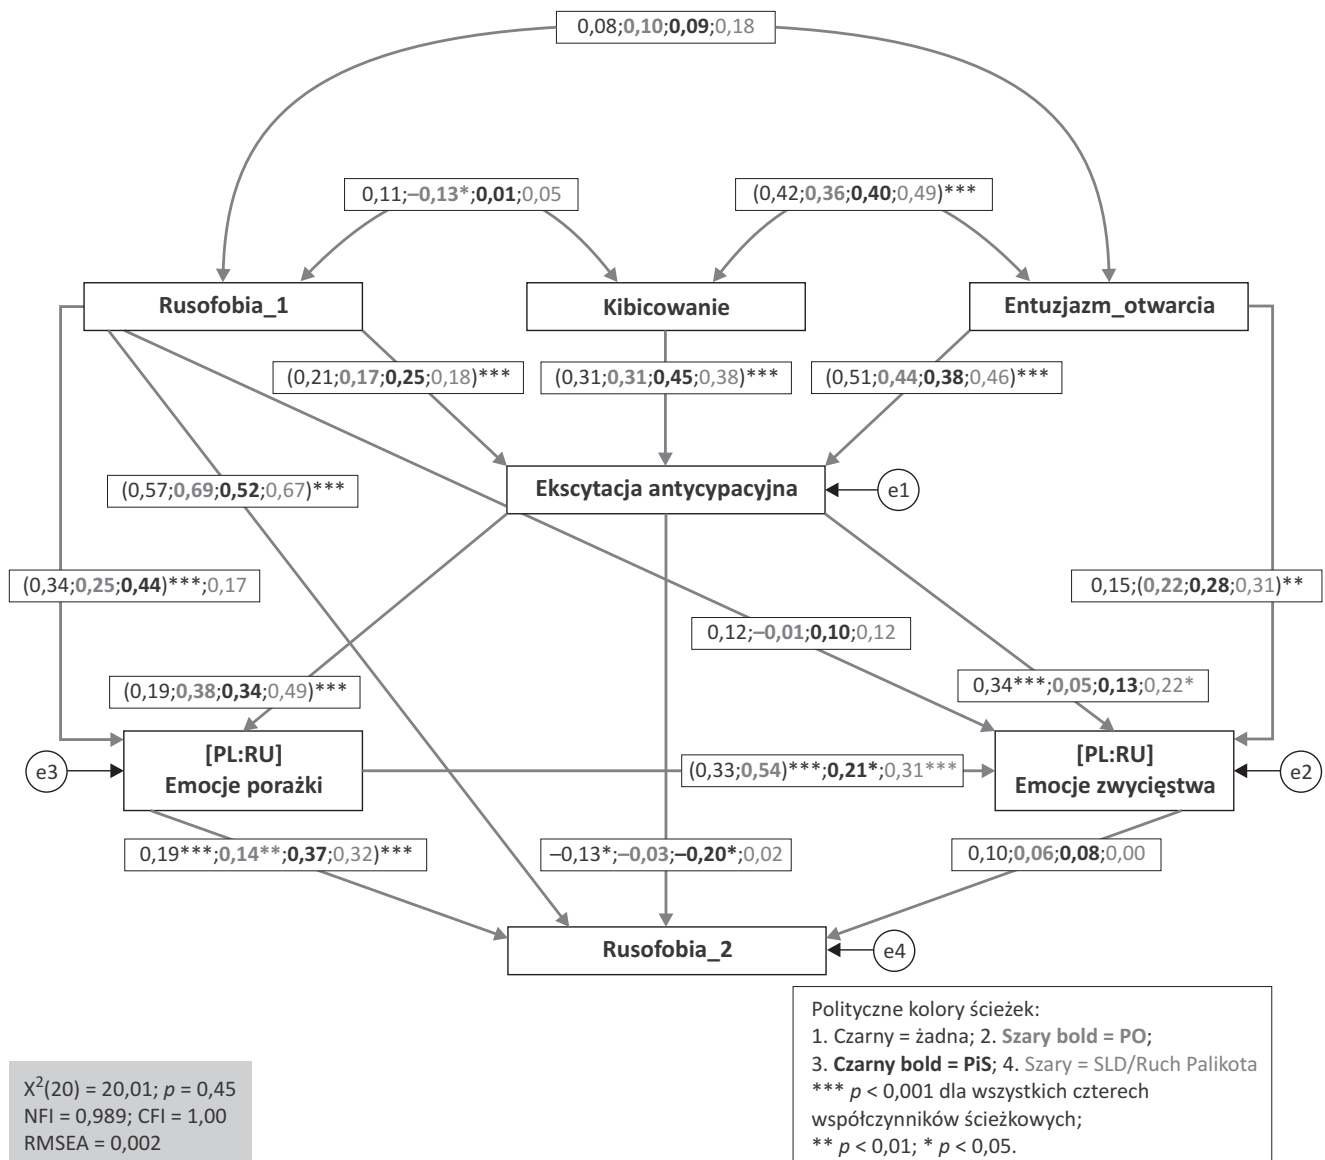 0,08;0,10;0,09;0,18
0,11;–0,13*;0,01;0,05
(0,42;0,36;0,40;0,49)***
Rusofobia_1
Kibicowanie
Entuzjazm_otwarcia
(0,21;0,17;0,25;0,18)***
(0,31;0,31;0,45;0,38)***
(0,51;0,44;0,38;0,46)***
(0,57;0,69;0,52;0,67)***
Ekscytacja antycypacyjna
e1
(0,34;0,25;0,44)***;0,17
0,15;(0,22;0,28;0,31)**
0,12;–0,01;0,10;0,12
(0,19;0,38;0,34;0,49)***
0,34***;0,05;0,13;0,22*
e3
[PL:RU]
Emocje porażki
(0,33;0,54)***;0,21*;0,31***
[PL:RU]
Emocje zwycięstwa
e2
0,19***;0,14**;0,37;0,32)***
–0,13*;–0,03;–0,20*;0,02
0,10;0,06;0,08;0,00
Rusofobia_2
e4
Polityczne kolory ścieżek:
1. Czarny = żadna; 2. Szary bold = PO;
3. Czarny bold = PiS; 4. Szary = SLD/Ruch Palikota
*** p < 0,001 dla wszystkich czterech
współczynników ścieżkowych;
** p < 0,01; * p < 0,05.
X²(20) = 20,01; p = 0,45
NFI = 0,989; CFI = 1,00
RMSEA = 0,002